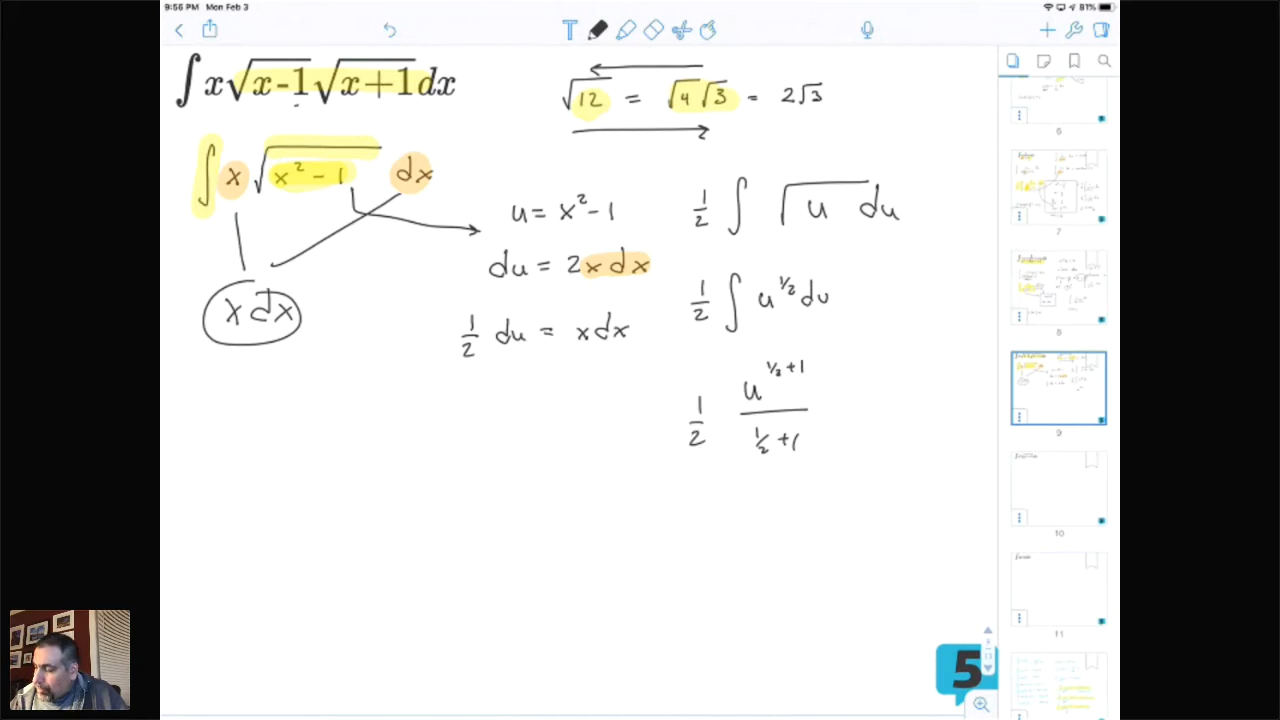 9:56 PM Mon Feb 3
81%
T
∫ x√(x-1)√(x+1)dx
√12 = √4√3 = 2√3
∫ x √(x² - 1) dx
u = x² - 1
du = 2x dx
x dx
½ du = x dx
½ ∫ √u du
½ ∫ u^(1/2) du
½ u^(½+1) / (½+1)
6
7
8
9
10
11
5